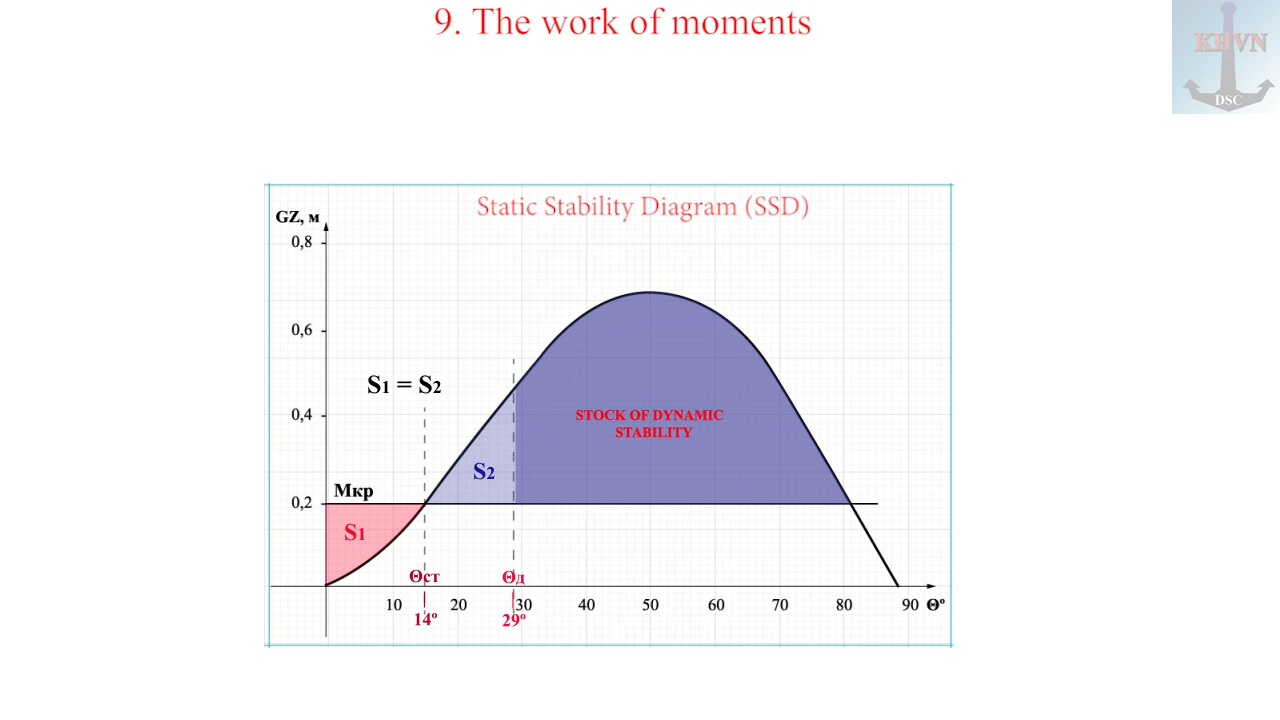 9. The work of moments
KHVN
DSC
Static Stability Diagram (SSD)
GZ, м
0,8
0,6
S1 = S2
0,4
STOCK OF DYNAMIC
STABILITY
S2
Мкр
0,2
S1
Θст
Θд
10 20 30 40 50 60 70 80 90 Θº
14º
29º